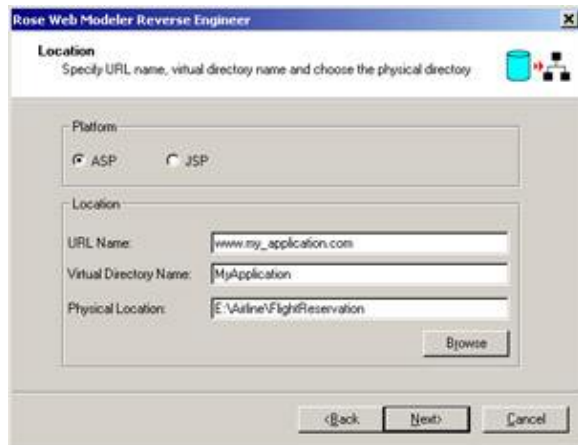 Rose Web Modeler Reverse Engineer
Location
Specify URL name, virtual directory name and choose the physical directory
Platform
ASP JSP
Location
URL Name: www.my_application.com
Virtual Directory Name: MyApplication
Physical Location: E:\Airline\FlightReservation
Browse
<Back Next> Cancel